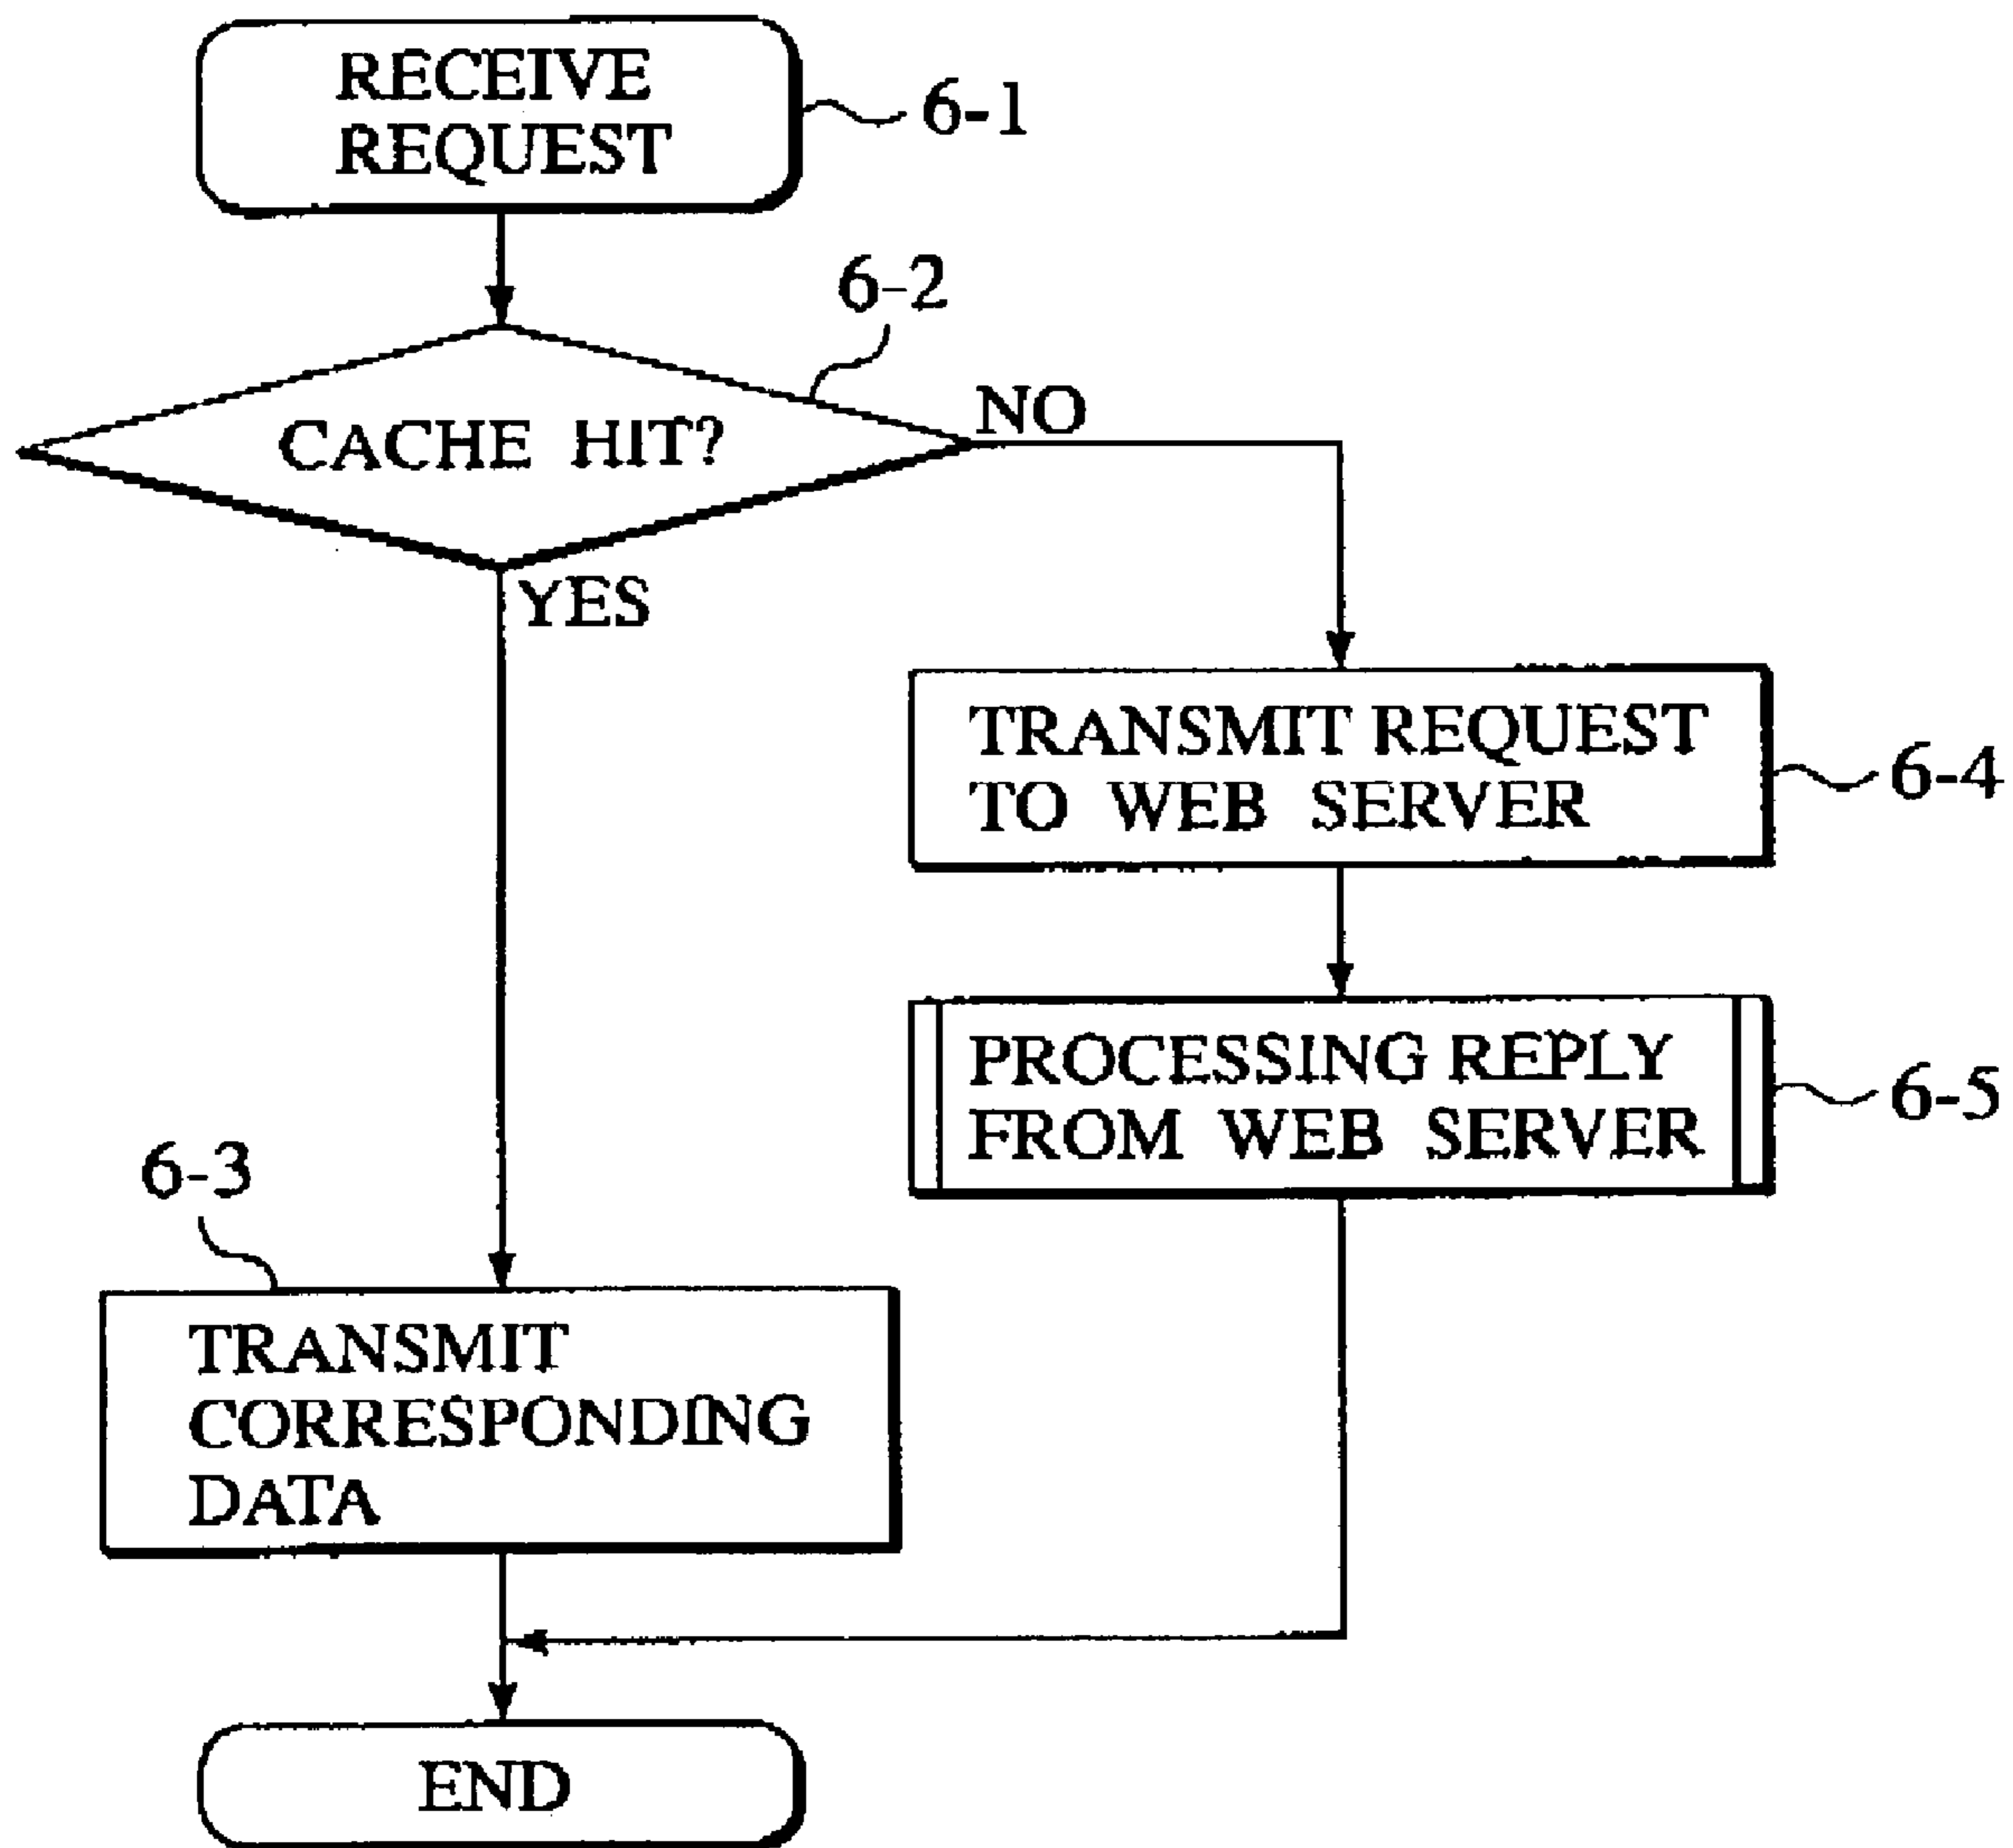 RECEIVE
REQUEST
6-1
6-2
CACHE HIT?
NO
YES
TRANSMIT REQUEST
TO WEB SERVER
6-4
PROCESSING REPLY
FROM WEB SERVER
6-5
6-3
TRANSMIT
CORRESPONDING
DATA
END